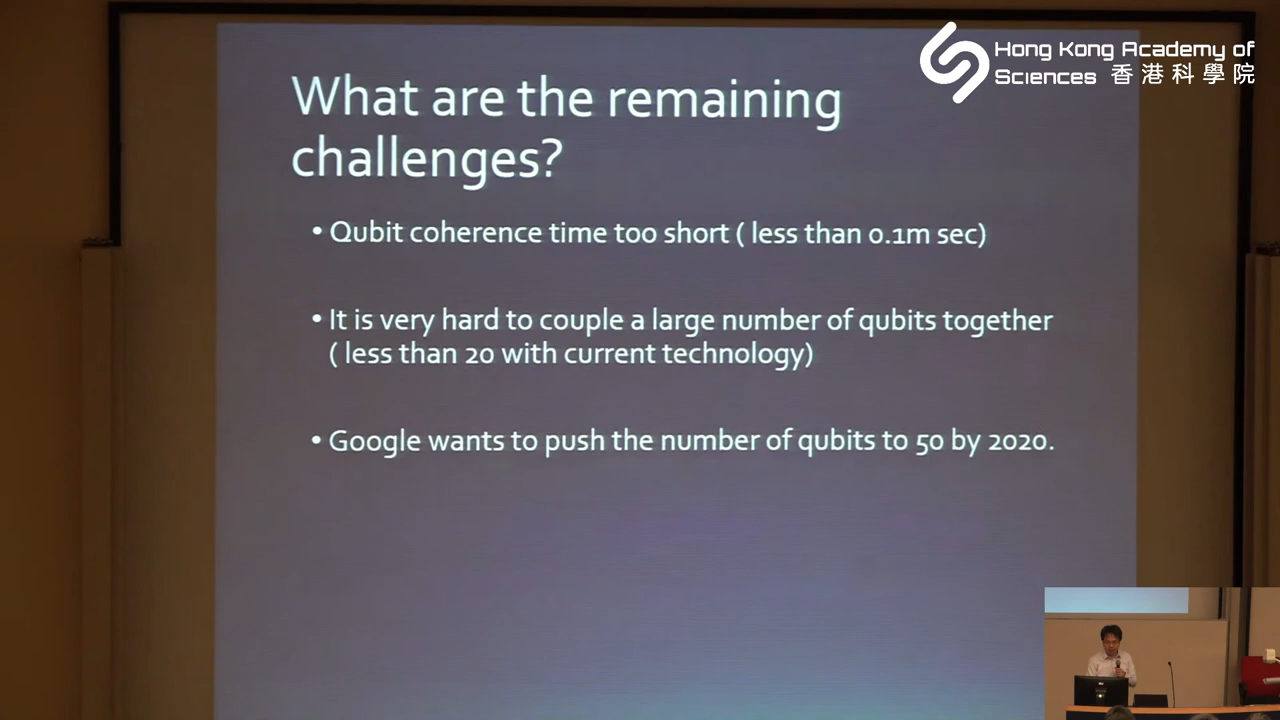 Hong Kong Academy of
Sciences 香港科學院
What are the remaining
challenges?
• Qubit coherence time too short ( less than 0.1m sec)
• It is very hard to couple a large number of qubits together
( less than 20 with current technology)
• Google wants to push the number of qubits to 50 by 2020.